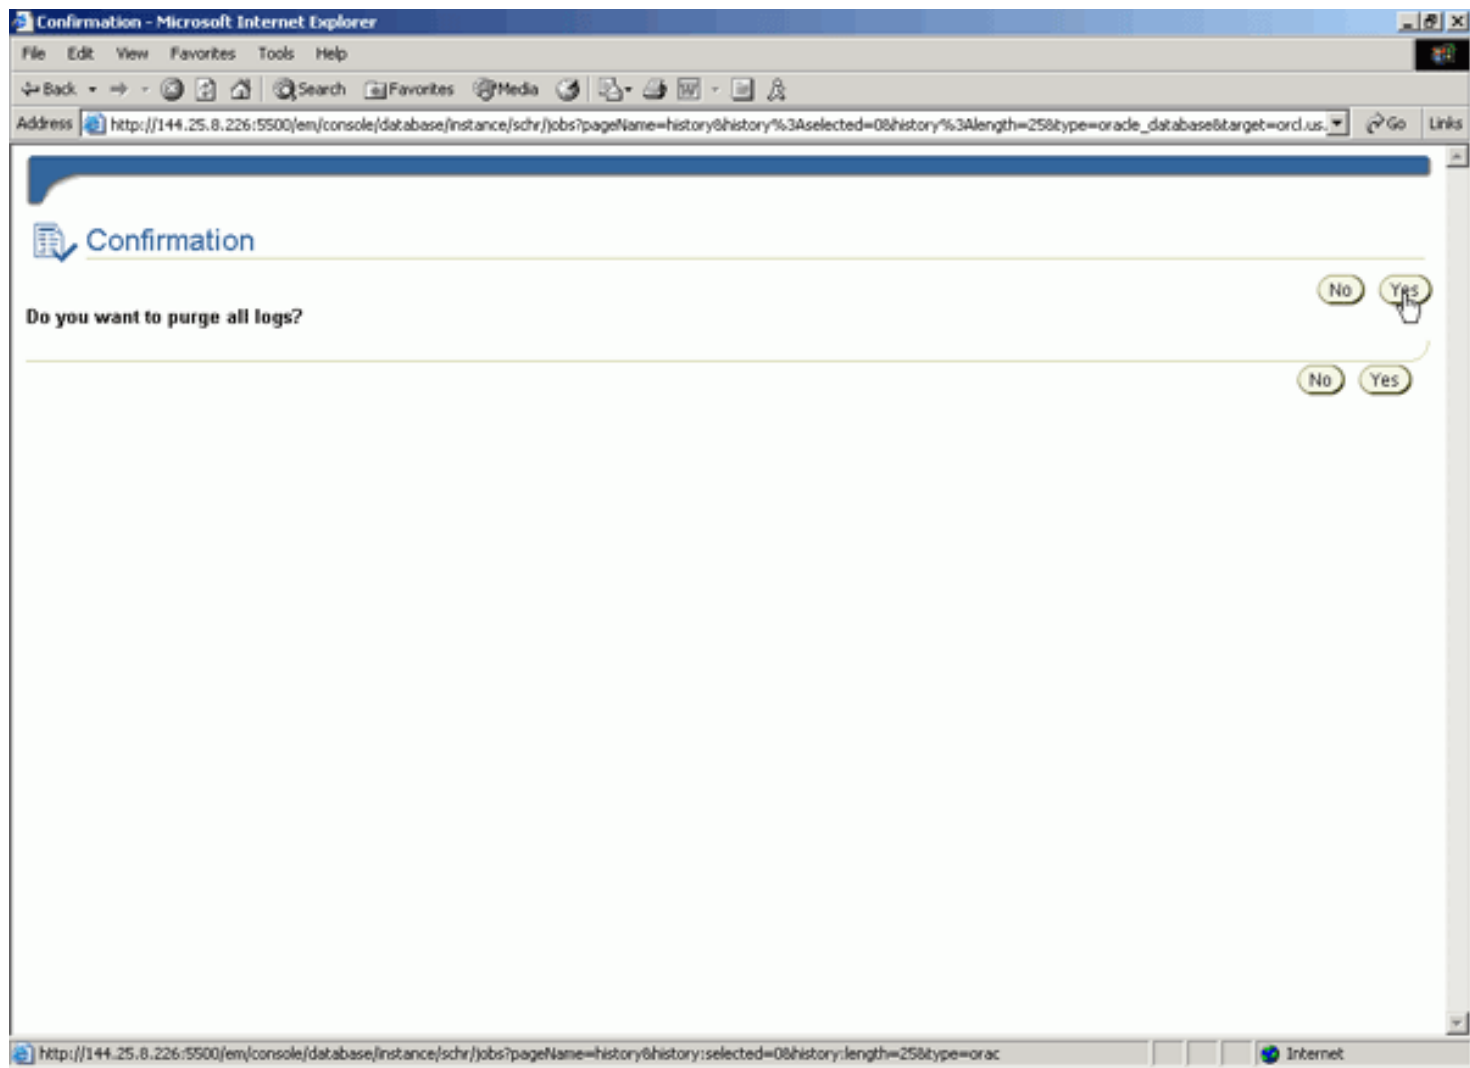 Confirmation - Microsoft Internet Explorer
File Edit View Favorites Tools Help
Back Search Favorites Media
Address http://144.25.8.226:5500/em/console/database/instance/schr/jobs?pageName=history&history%3Aselected=0&history%3Alength=25&type=oracle_database&target=orcl.us. Go Links
Confirmation
No Yes
Do you want to purge all logs?
No Yes
http://144.25.8.226:5500/em/console/database/instance/schr/jobs?pageName=history&history:selected=0&history:length=25&type=orac Internet